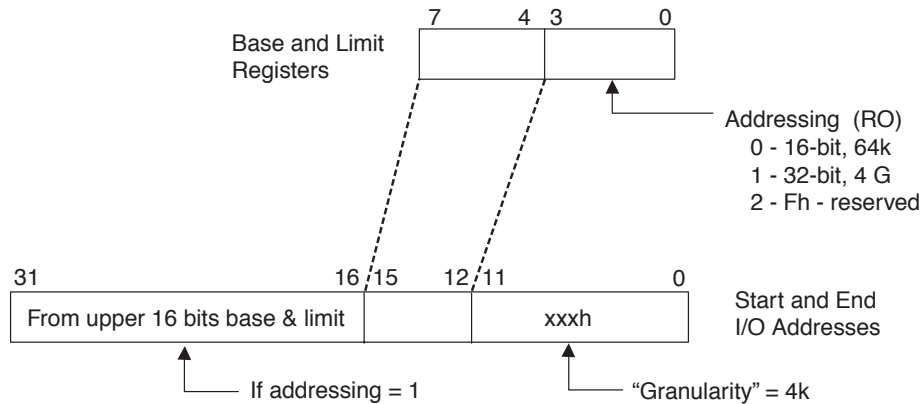 7 4 3 0
Base and Limit
Registers
Addressing (RO)
0 - 16-bit, 64k
1 - 32-bit, 4 G
2 - Fh - reserved
31 16 15 12 11 0
From upper 16 bits base & limit
xxxh
Start and End
I/O Addresses
If addressing = 1
“Granularity” = 4k